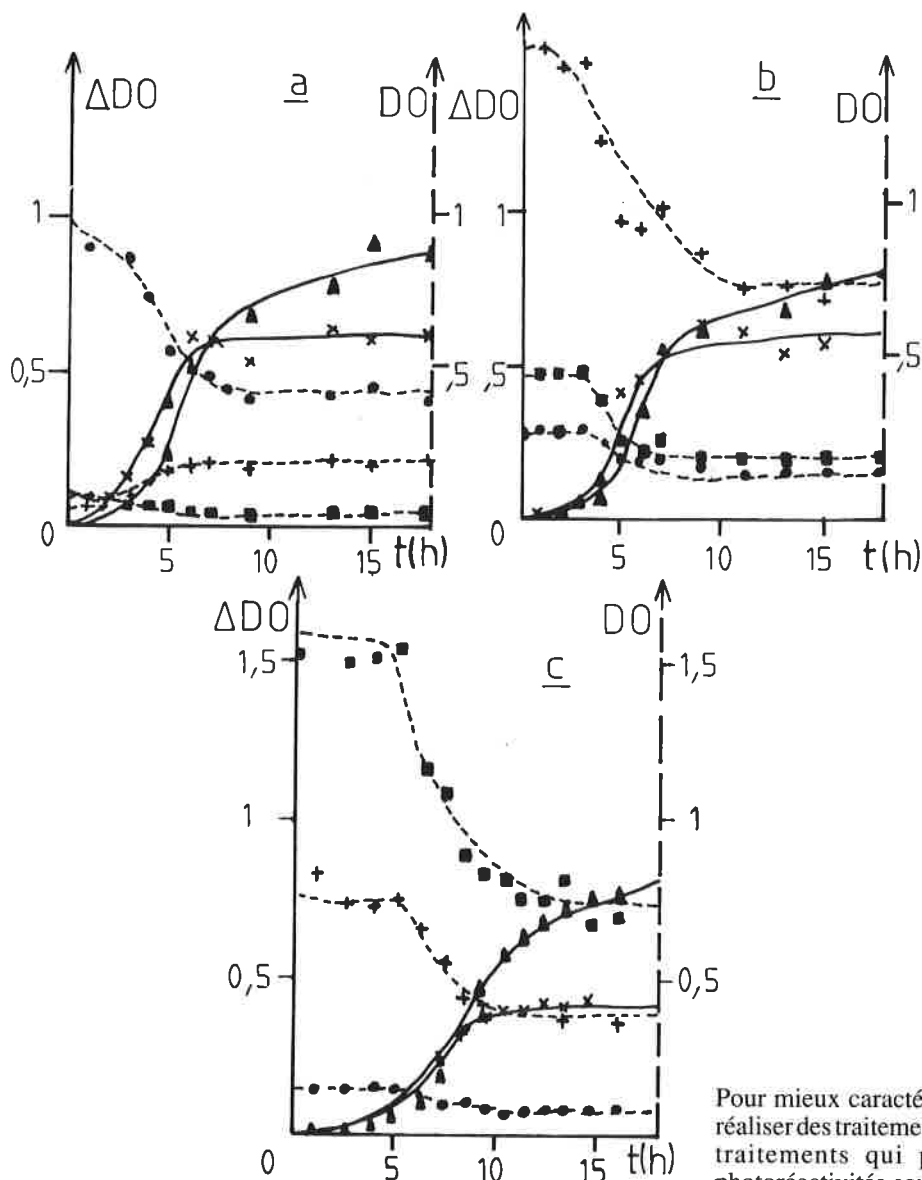 ΔDO a DO
1 1
0,5 ,5
0 5 10 15 t(h)
ΔDO b DO
1 1
,5 0,5
0 5 10 15 t(h)
ΔDO c DO
1,5 1,5
1 1
0,5 0,5
0 5 10 15 t(h)
Pour mieux caracté
réaliser des traiteme
traitements qui p